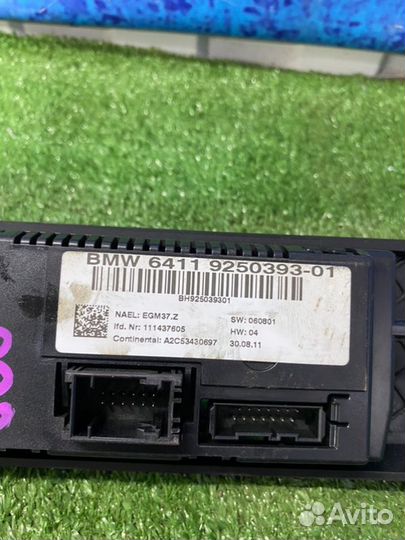 BMW 6411 9250393-01
BH925039301
NAEL: EGM37.Z
SW: 060801
lfd. Nr: 111437605
HW: 04
Continental: A2C53430697
30.08.11
Avito